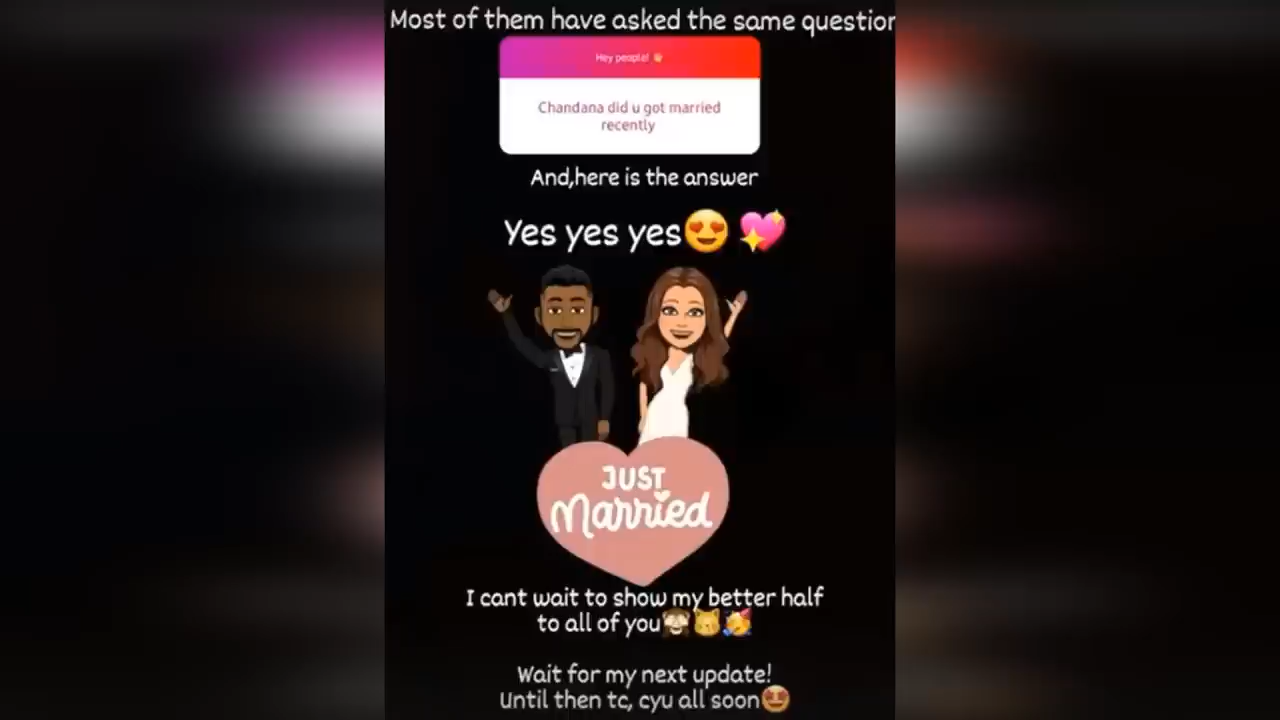 Most of them have asked the same question
Hey people! 👋
Chandana did u got married
recently
And,here is the answer
Yes yes yes😍 💖
JUST
Married
I cant wait to show my better half
to all of you🙈😽🥳
Wait for my next update!
Until then tc, cyu all soon🤩